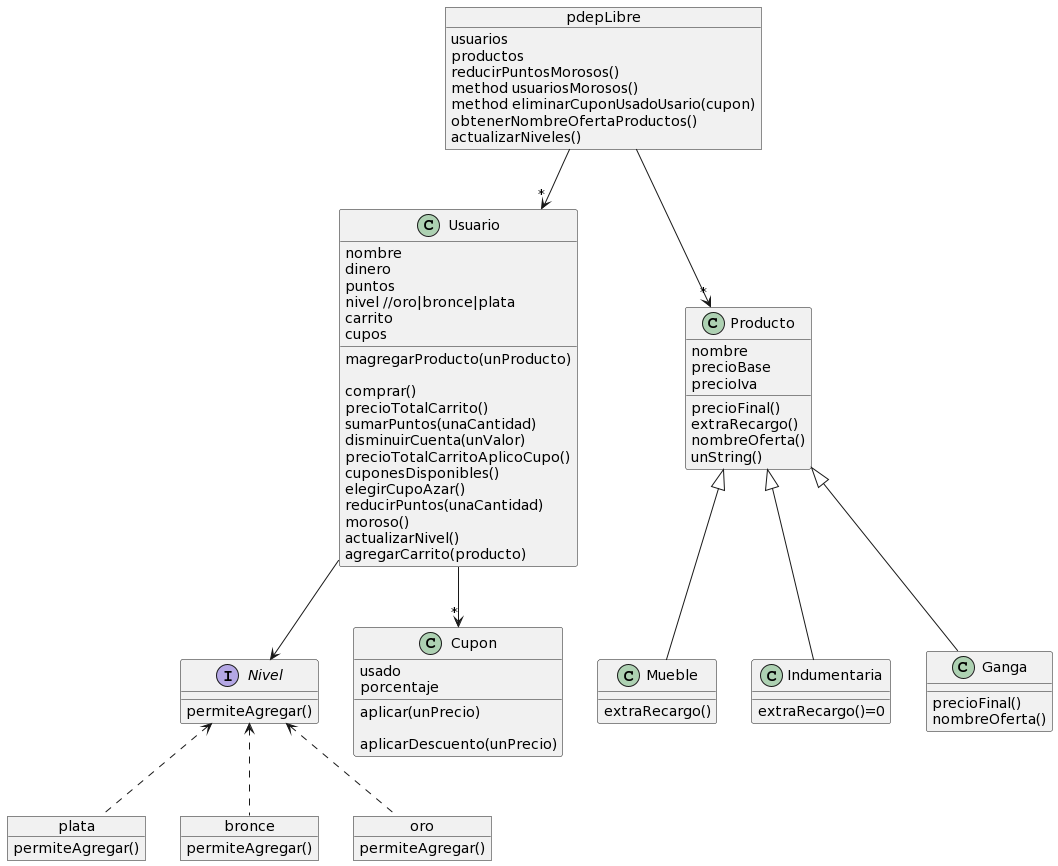 pdepLibre
usuarios
productos
reducirPuntosMorosos()
method usuariosMorosos()
method eliminarCuponUsadoUsario(cupon)
obtenerNombreOfertaProductos()
actualizarNiveles()
*
*
C Usuario
nombre
dinero
puntos
nivel //oro|bronce|plata
carrito
cupos
magregarProducto(unProducto)
comprar()
precioTotalCarrito()
sumarPuntos(unaCantidad)
disminuirCuenta(unValor)
precioTotalCarritoAplicoCupo()
cuponesDisponibles()
elegirCupoAzar()
reducirPuntos(unaCantidad)
moroso()
actualizarNivel()
agregarCarrito(producto)
C Producto
nombre
precioBase
precioIva
precioFinal()
extraRecargo()
nombreOferta()
unString()
*
I Nivel
permiteAgregar()
C Cupon
usado
porcentaje
aplicar(unPrecio)
aplicarDescuento(unPrecio)
C Mueble
extraRecargo()
C Indumentaria
extraRecargo()=0
C Ganga
precioFinal()
nombreOferta()
plata
permiteAgregar()
bronce
permiteAgregar()
oro
permiteAgregar()